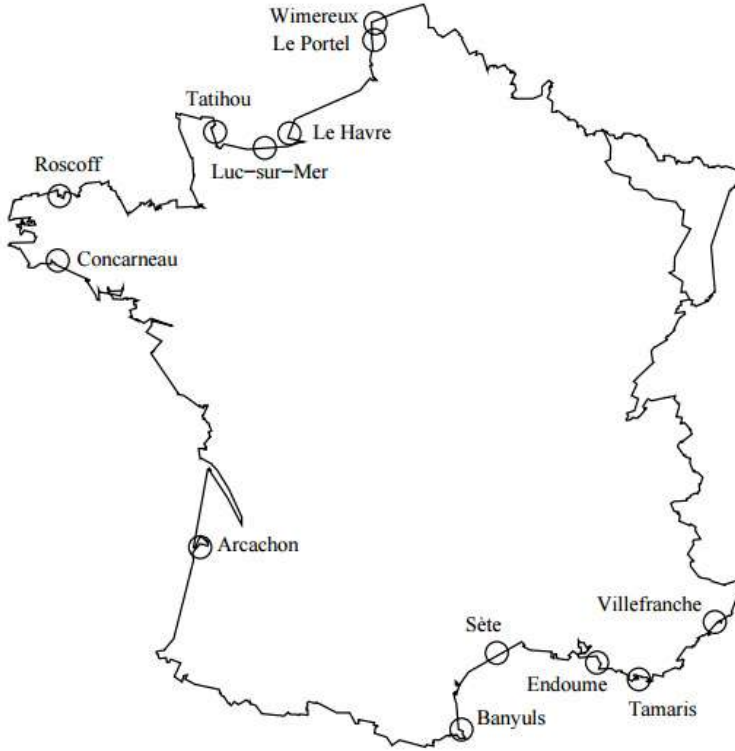 Wimereux
Le Portel
Tatihou
Le Havre
Luc-sur-Mer
Roscoff
Concarneau
Arcachon
Villefranche
Sète
Endoume
Tamaris
Banyuls